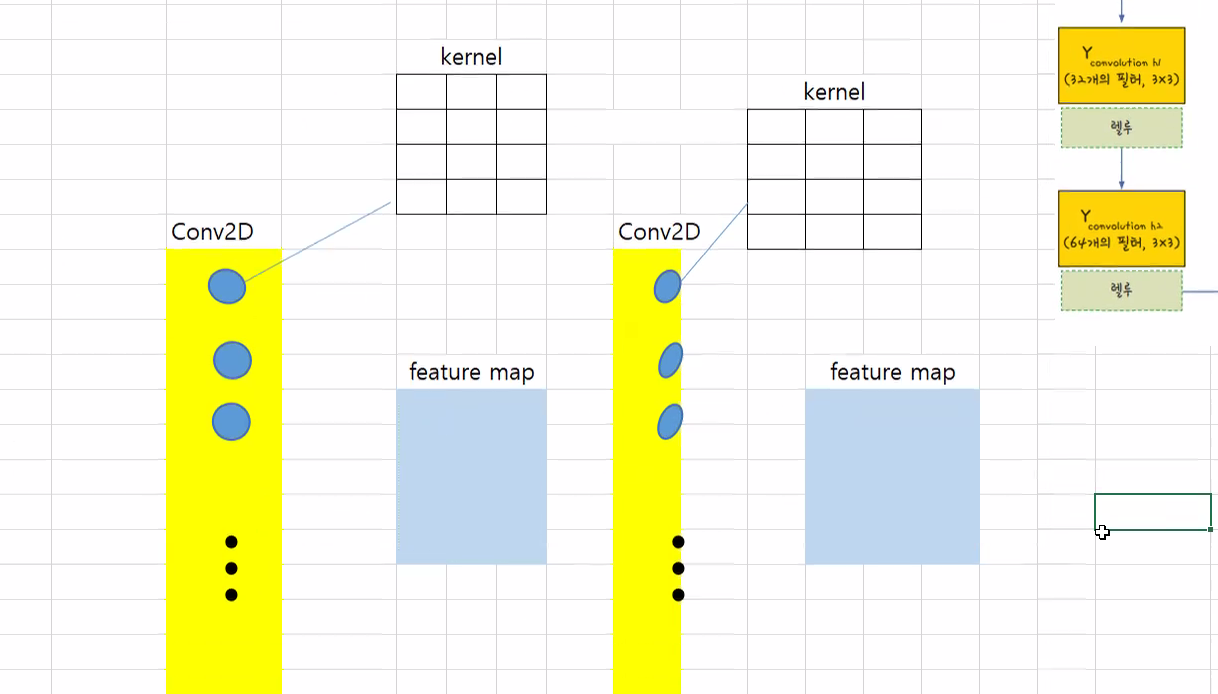 kernel
kernel
Conv2D
Conv2D
feature map
feature map
Y convolution h1
(32개의 필터, 3x3)
렐루
Y convolution h2
(64개의 필터, 3x3)
렐루